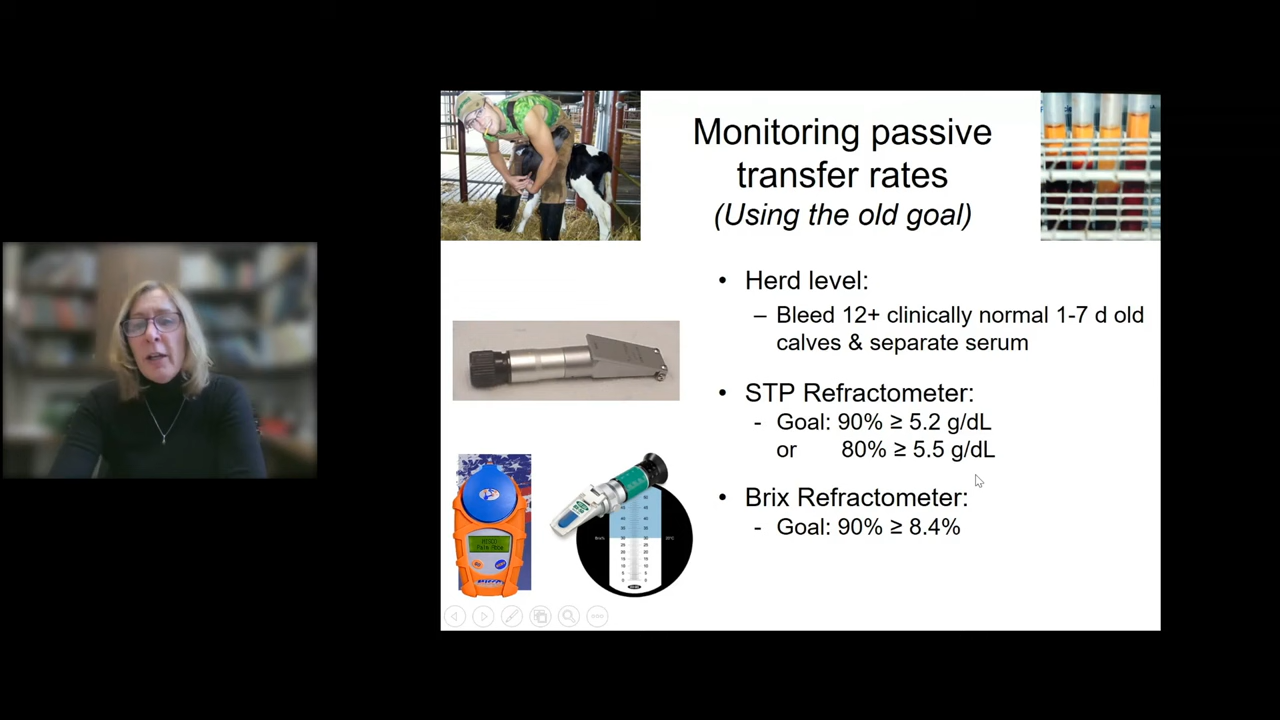 Monitoring passive
transfer rates
(Using the old goal)
• Herd level:
– Bleed 12+ clinically normal 1-7 d old
calves & separate serum
• STP Refractometer:
- Goal: 90% ≥ 5.2 g/dL
or 80% ≥ 5.5 g/dL
• Brix Refractometer:
- Goal: 90% ≥ 8.4%